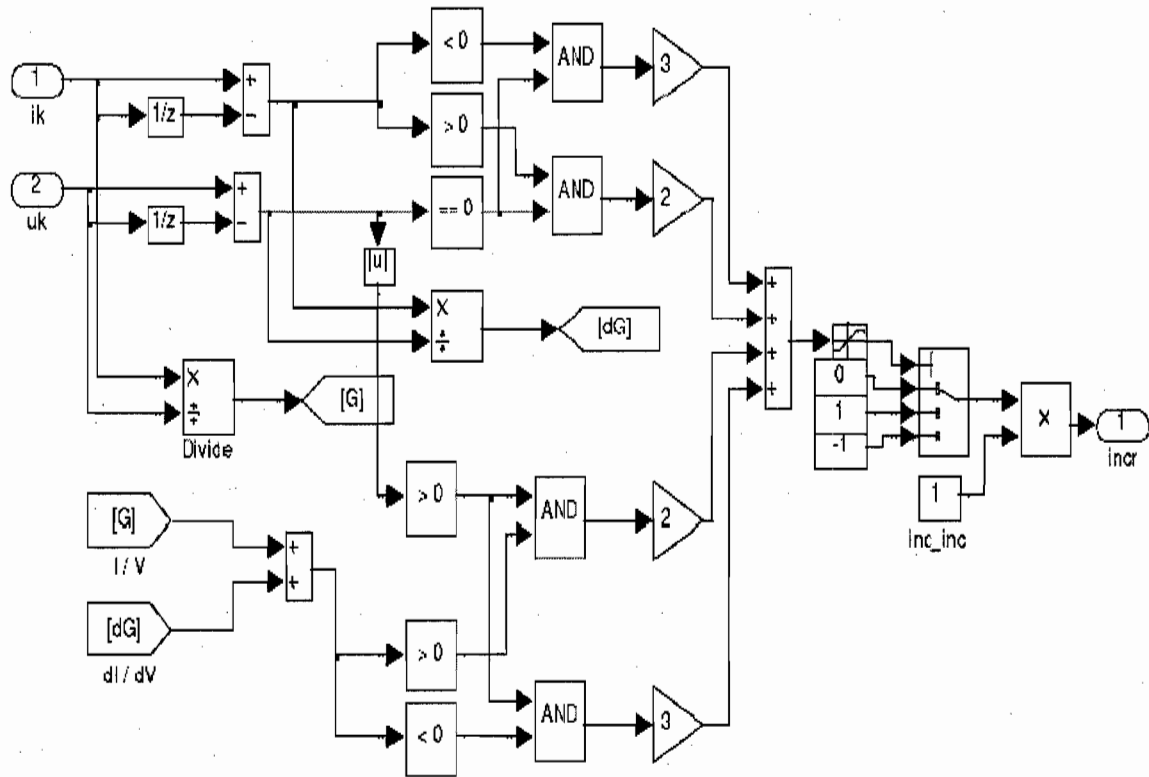 1
ik
+
−
1/z
2
uk
+
−
1/z
< 0
> 0
== 0
AND
AND
3
2
|u|
×
÷
[dG]
×
÷
Divide
[G]
[G]
I / V
[dG]
dI / dV
+
+
> 0
> 0
< 0
AND
AND
2
3
+
+
+
+
0
1
-1
1
inc_inc
×
1
incr